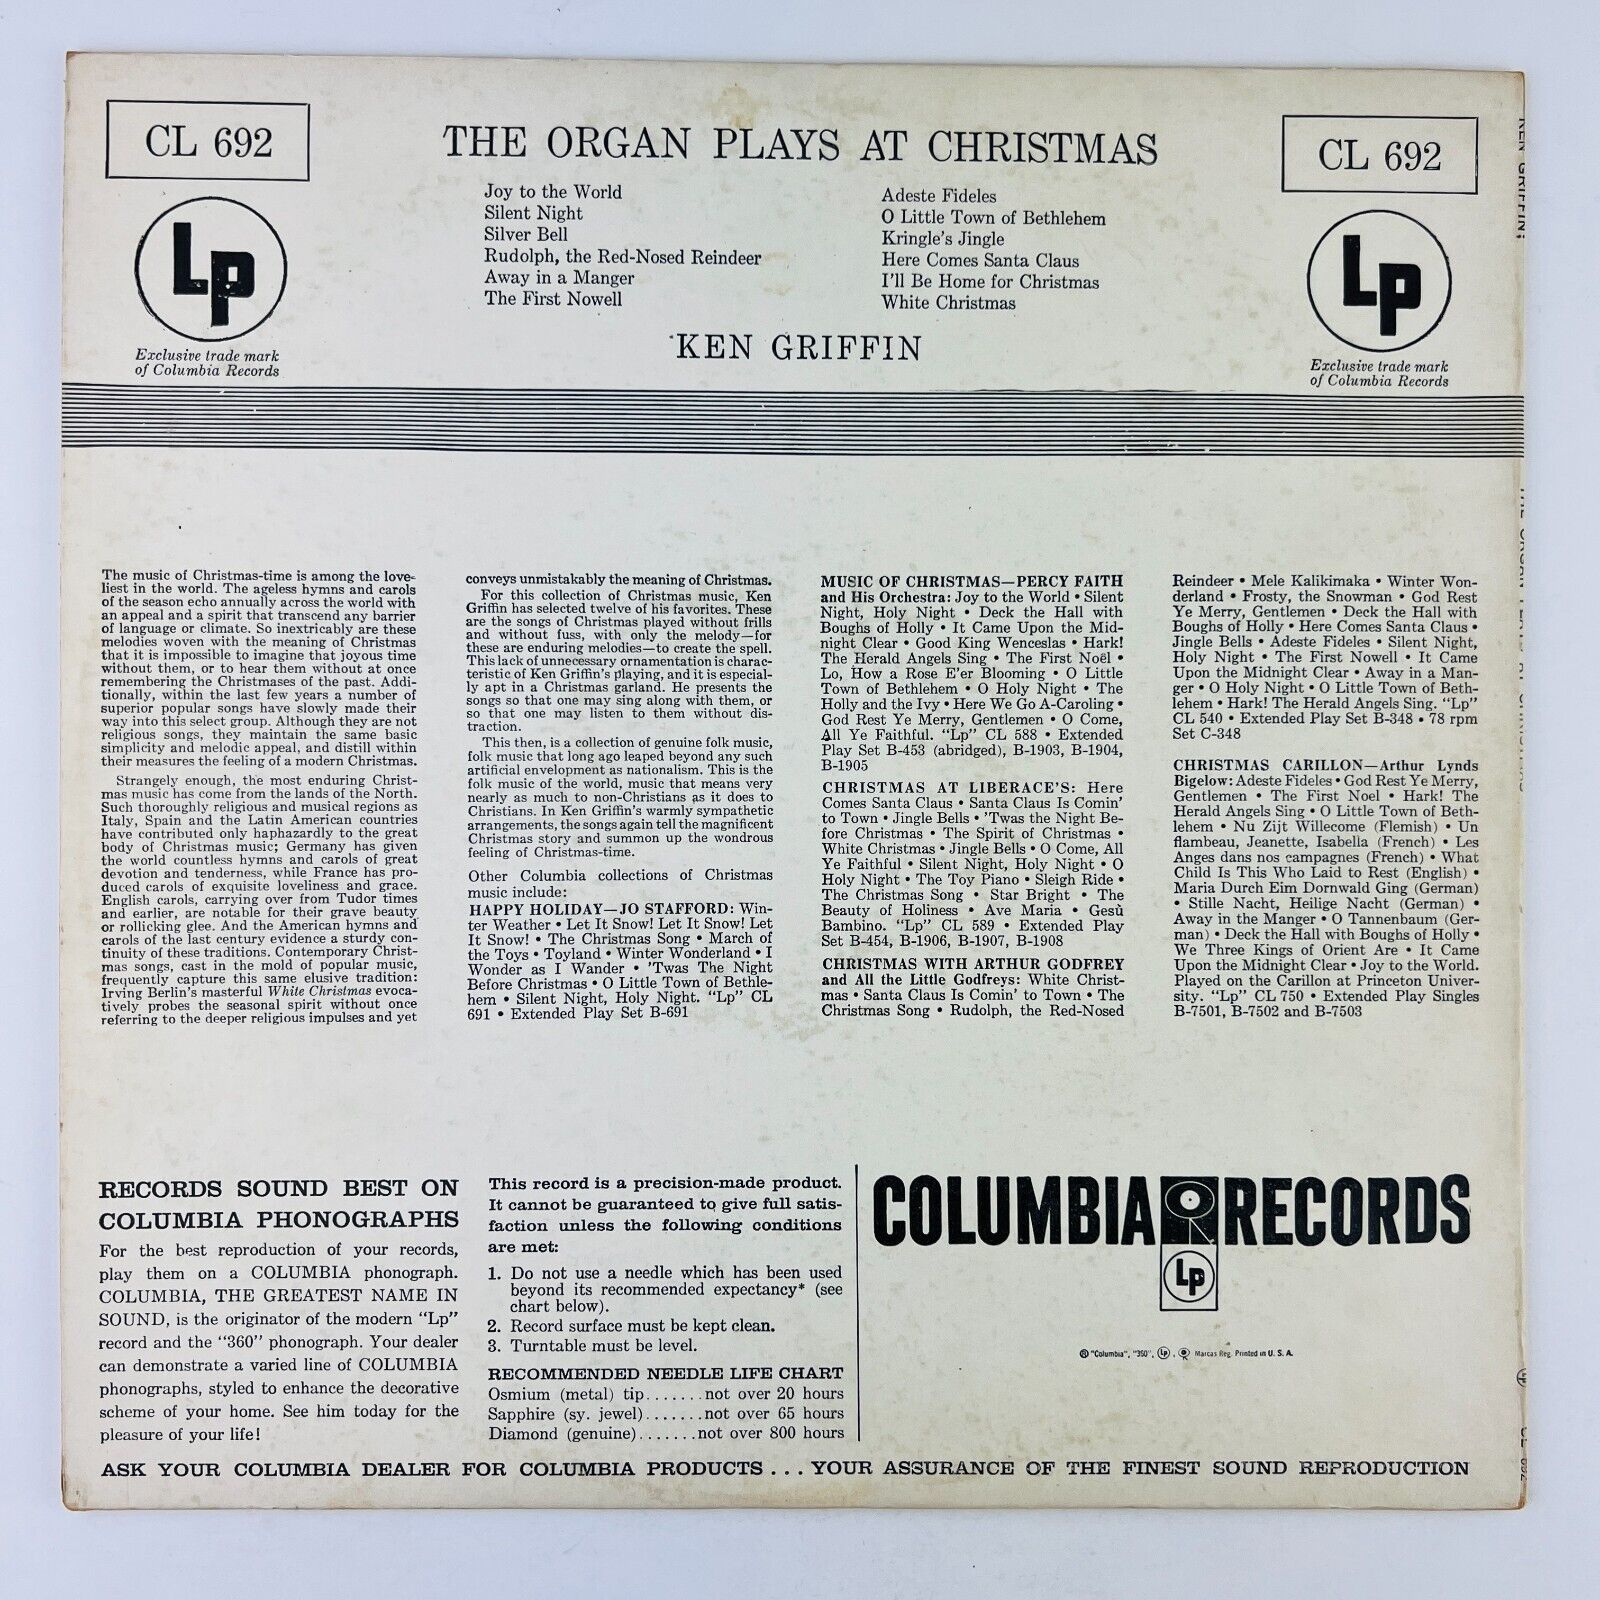 CL 692
THE ORGAN PLAYS AT CHRISTMAS
CL 692
Joy to the World
Silent Night
Silver Bell
Rudolph, the Red-Nosed Reindeer
Away in a Manger
The First Nowell
Adeste Fideles
O Little Town of Bethlehem
Kringle's Jingle
Here Comes Santa Claus
I'll Be Home for Christmas
White Christmas
KEN GRIFFIN
Lp
Exclusive trade mark
of Columbia Records
Lp
Exclusive trade mark
of Columbia Records
The music of Christmas-time is among the love-
liest in the world. The ageless hymns and carols
of the season echo annually across the world with
an appeal and a spirit that transcend any barrier
of language or climate. So inextricably are these
melodies woven with the meaning of Christmas
that it is impossible to imagine that joyous time
without them, or to hear them without at once
remembering the Christmases of the past. Addi-
tionally, within the last few years a number of
superior popular songs have slowly made their
way into this select group. Although they are not
religious songs, they maintain the same basic
simplicity and melodic appeal, and distill within
their measures the feeling of a modern Christmas.
Strangely enough, the most enduring Christ-
mas music has come from the lands of the North.
Such thoroughly religious and musical regions as
Italy, Spain and the Latin American countries
have contributed only haphazardly to the great
body of Christmas music; Germany has given
the world countless hymns and carols of great
devotion and tenderness, while France has pro-
duced carols of exquisite loveliness and grace.
English carols, carrying over from Tudor times
and earlier, are notable for their grave beauty
or rollicking glee. And the American hymns and
carols of the last century evidence a sturdy con-
tinuity of these traditions. Contemporary Christ-
mas songs, cast in the mold of popular music,
frequently capture this same elusive tradition:
Irving Berlin's masterful White Christmas evoca-
tively probes the seasonal spirit without once
referring to the deeper religious impulses and yet
conveys unmistakably the meaning of Christmas.
For this collection of Christmas music, Ken
Griffin has selected twelve of his favorites. These
are the songs of Christmas played without frills
and without fuss, with only the melody—for
these are enduring melodies—to create the spell.
This lack of unnecessary ornamentation is charac-
teristic of Ken Griffin's playing, and it is especial-
ly apt in a Christmas garland. He presents the
songs so that one may sing along with them, or
so that one may listen to them without dis-
traction.
This then, is a collection of genuine folk music,
folk music that long ago leaped beyond any such
artificial envelopment as nationalism. This is the
folk music of the world, music that means very
nearly as much to non-Christians as it does to
Christians. In Ken Griffin's warmly sympathetic
arrangements, the songs again tell the magnificent
Christmas story and summon up the wondrous
feeling of Christmas-time.
Other Columbia collections of Christmas
music include:
HAPPY HOLIDAY—JO STAFFORD: Win-
ter Weather • Let It Snow! Let It Snow! Let
It Snow! • The Christmas Song • March of
the Toys • Toyland • Winter Wonderland • I
Wonder as I Wander • 'Twas The Night
Before Christmas • O Little Town of Bethle-
hem • Silent Night, Holy Night. "Lp" CL
691 • Extended Play Set B-691
MUSIC OF CHRISTMAS—PERCY FAITH
and His Orchestra: Joy to the World • Silent
Night, Holy Night • Deck the Hall with
Boughs of Holly • It Came Upon the Mid-
night Clear • Good King Wenceslas • Hark!
The Herald Angels Sing • The First Noël •
Lo, How a Rose E'er Blooming • O Little
Town of Bethlehem • O Holy Night • The
Holly and the Ivy • Here We Go A-Caroling •
God Rest Ye Merry, Gentlemen • O Come,
All Ye Faithful. "Lp" CL 588 • Extended
Play Set B-453 (abridged), B-1903, B-1904,
B-1905
CHRISTMAS AT LIBERACE'S: Here
Comes Santa Claus • Santa Claus Is Comin'
to Town • Jingle Bells • 'Twas the Night Be-
fore Christmas • The Spirit of Christmas •
White Christmas • Jingle Bells • O Come, All
Ye Faithful • Silent Night, Holy Night • O
Holy Night • The Toy Piano • Sleigh Ride •
The Christmas Song • Star Bright • The
Beauty of Holiness • Ave Maria • Gesù
Bambino. "Lp" CL 589 • Extended Play
Set B-454, B-1906, B-1907, B-1908
CHRISTMAS WITH ARTHUR GODFREY
and All the Little Godfreys: White Christ-
mas • Santa Claus Is Comin' to Town • The
Christmas Song • Rudolph, the Red-Nosed
Reindeer • Mele Kalikimaka • Winter Won-
derland • Frosty, the Snowman • God Rest
Ye Merry, Gentlemen • Deck the Hall with
Boughs of Holly • Here Comes Santa Claus •
Jingle Bells • Adeste Fideles • Silent Night,
Holy Night • The First Nowell • It Came
Upon the Midnight Clear • Away in a Man-
ger • O Holy Night • O Little Town of Beth-
lehem • Hark! The Herald Angels Sing. "Lp"
CL 540 • Extended Play Set B-348 • 78 rpm
Set C-348
CHRISTMAS CARILLON—Arthur Lynds
Bigelow: Adeste Fideles • God Rest Ye Merry,
Gentlemen • The First Noel • Hark! The
Herald Angels Sing • O Little Town of Beth-
lehem • Nu Zijt Willecome (Flemish) • Un
flambeau, Jeanette, Isabella (French) • Les
Anges dans nos campagnes (French) • What
Child Is This Who Laid to Rest (English) •
Maria Durch Eim Dornwald Ging (German)
• Stille Nacht, Heilige Nacht (German) •
Away in the Manger • O Tannenbaum (Ger-
man) • Deck the Hall with Boughs of Holly •
We Three Kings of Orient Are • It Came
Upon the Midnight Clear • Joy to the World.
Played on the Carillon at Princeton Univer-
sity. "Lp" CL 750 • Extended Play Singles
B-7501, B-7502 and B-7503
RECORDS SOUND BEST ON
COLUMBIA PHONOGRAPHS
For the best reproduction of your records,
play them on a COLUMBIA phonograph.
COLUMBIA, THE GREATEST NAME IN
SOUND, is the originator of the modern "Lp"
record and the "360" phonograph. Your dealer
can demonstrate a varied line of COLUMBIA
phonographs, styled to enhance the decorative
scheme of your home. See him today for the
pleasure of your life!
This record is a precision-made product.
It cannot be guaranteed to give full satis-
faction unless the following conditions
are met:
1. Do not use a needle which has been used
beyond its recommended expectancy* (see
chart below).
2. Record surface must be kept clean.
3. Turntable must be level.
RECOMMENDED NEEDLE LIFE CHART
Osmium (metal) tip.......not over 20 hours
Sapphire (sy. jewel).......not over 65 hours
Diamond (genuine).......not over 800 hours
COLUMBIA RECORDS
Lp
® "Columbia", "360", Lp, Marcas Reg. Printed in U. S. A.
ASK YOUR COLUMBIA DEALER FOR COLUMBIA PRODUCTS . . . YOUR ASSURANCE OF THE FINEST SOUND REPRODUCTION
KEN GRIFFIN: